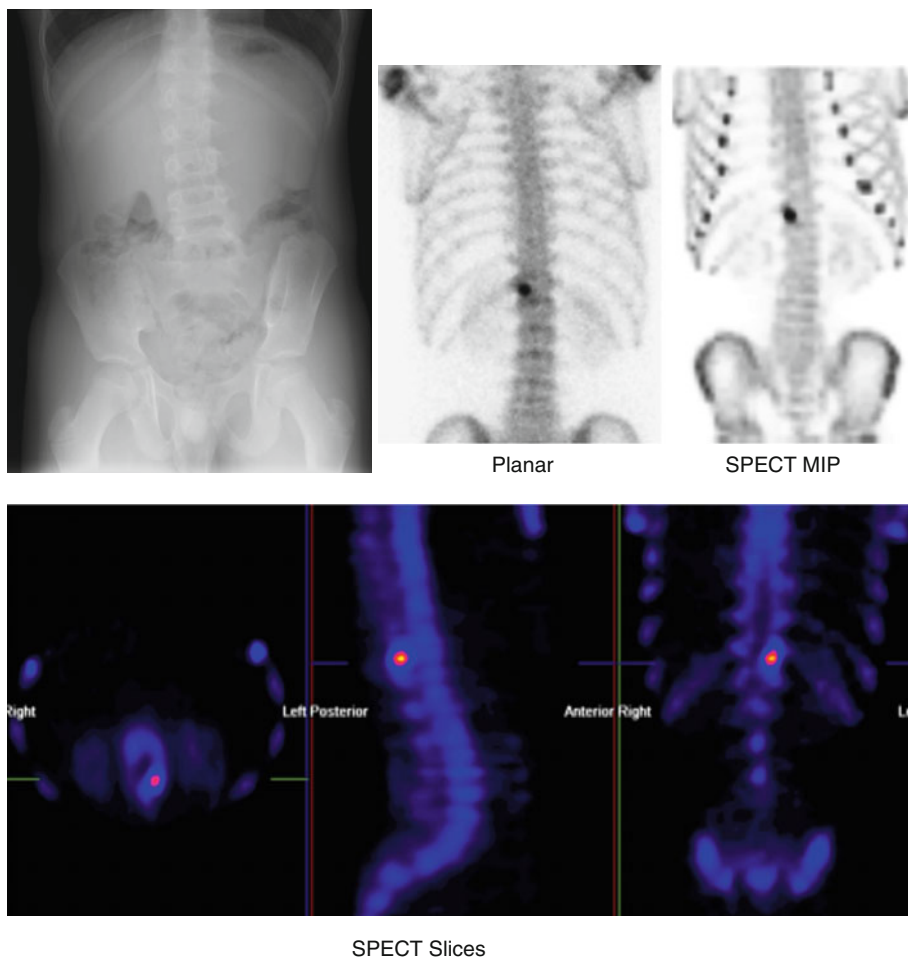 Planar
SPECT MIP
Right
Left Posterior
Anterior Right
SPECT Slices